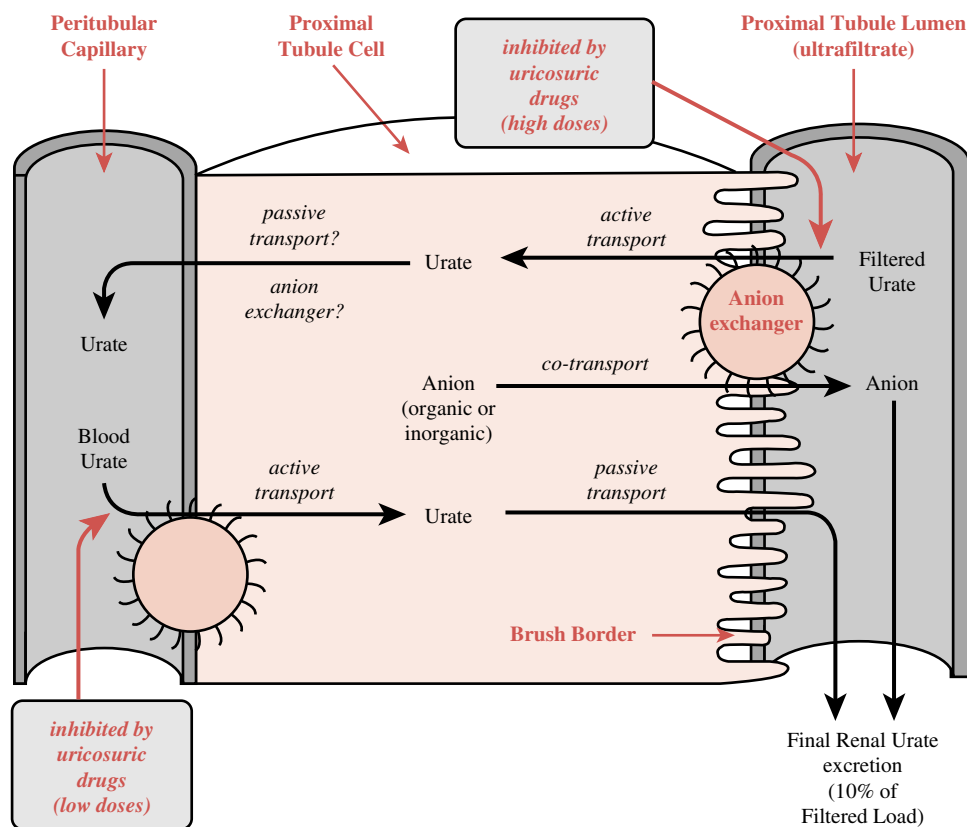 Peritubular
Capillary
Proximal
Tubule Cell
inhibited by
uricosuric
drugs
(high doses)
Proximal Tubule Lumen
(ultrafiltrate)
passive
transport?
active
transport
Urate
Filtered
Urate
anion
exchanger?
Anion
exchanger
Urate
co-transport
Anion
(organic or
inorganic)
Anion
Blood
Urate
active
transport
passive
transport
Urate
Brush Border
inhibited by
uricosuric
drugs
(low doses)
Final Renal Urate
excretion
(10% of
Filtered Load)